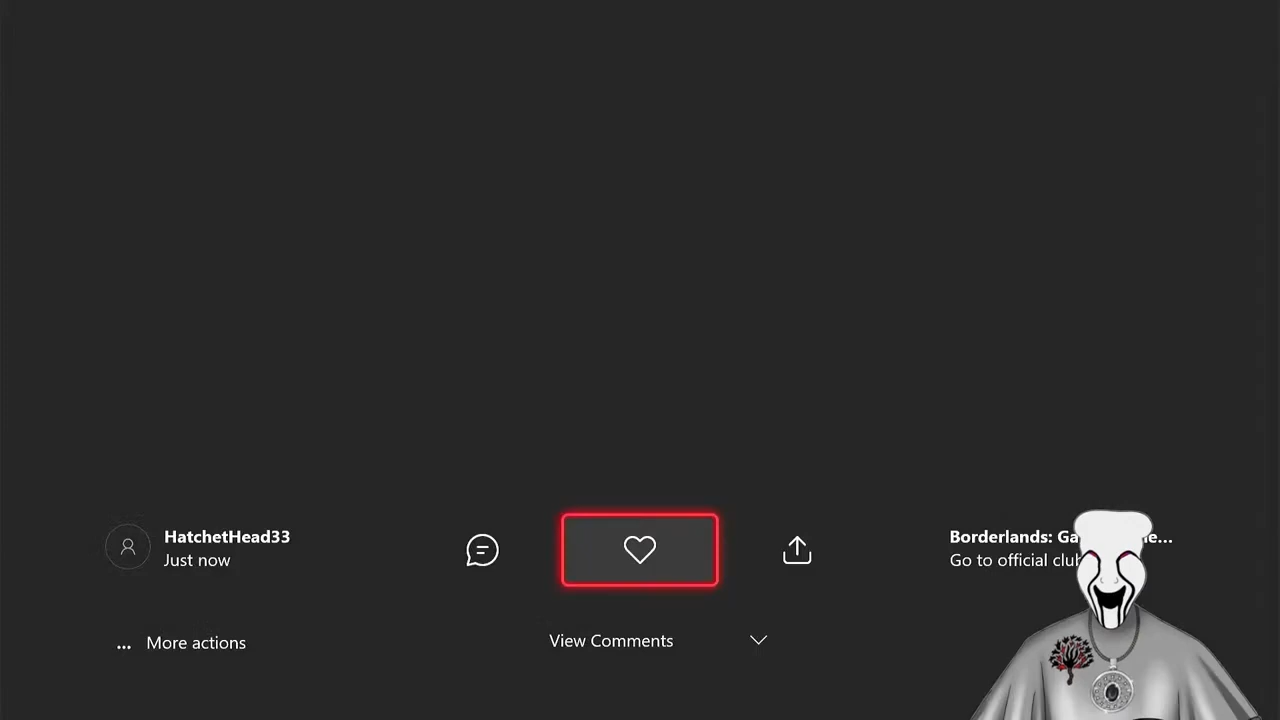 HatchetHead33
Just now
Borderlands: Ga
Go to official club
... More actions
View Comments